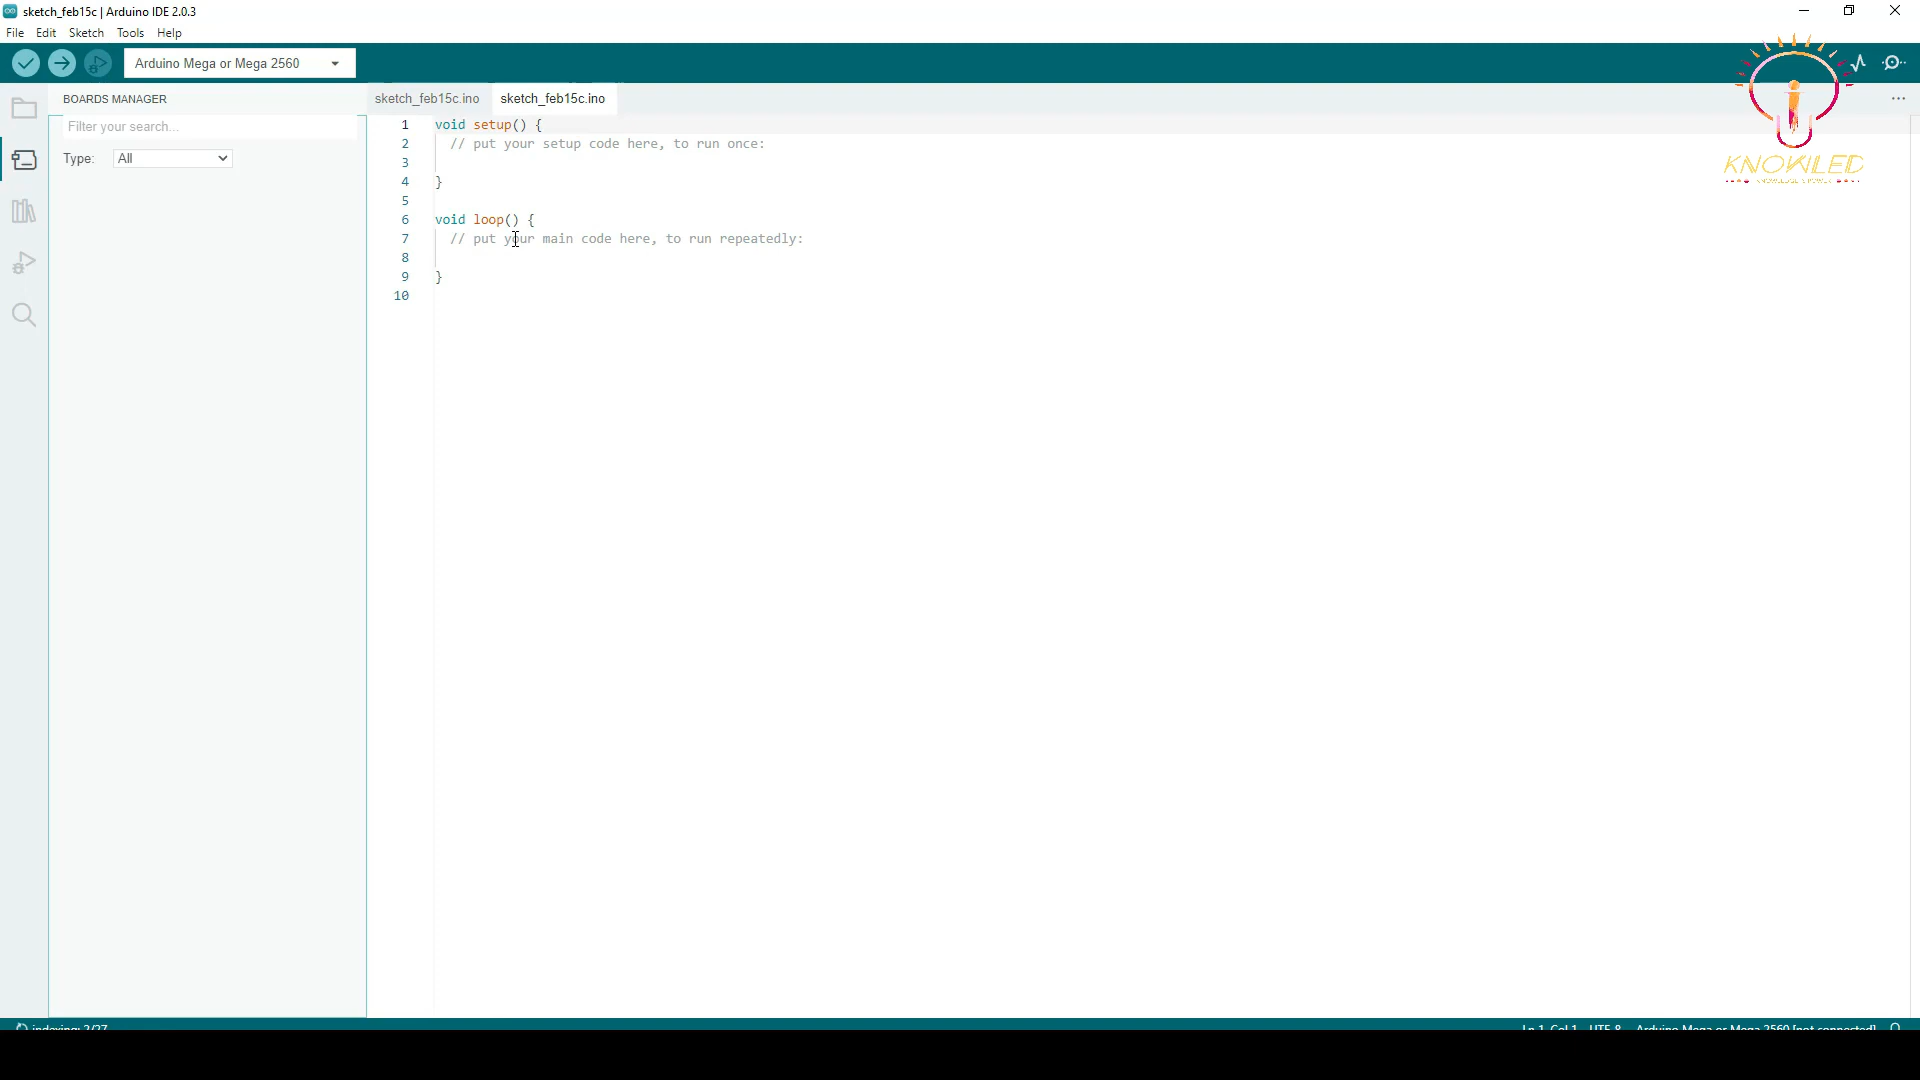 sketch_feb15c | Arduino IDE 2.0.3
File Edit Sketch Tools Help
Arduino Mega or Mega 2560
BOARDS MANAGER
Filter your search...
Type: All
sketch_feb15c.ino sketch_feb15c.ino
1 void setup() {
2 // put your setup code here, to run once:
3
4 }
5
6 void loop() {
7 // put your main code here, to run repeatedly:
8
9 }
10
KNOWLED
indexing: 2/27
Ln 1, Col 1 UTF-8 Arduino Mega or Mega 2560 [not connected]